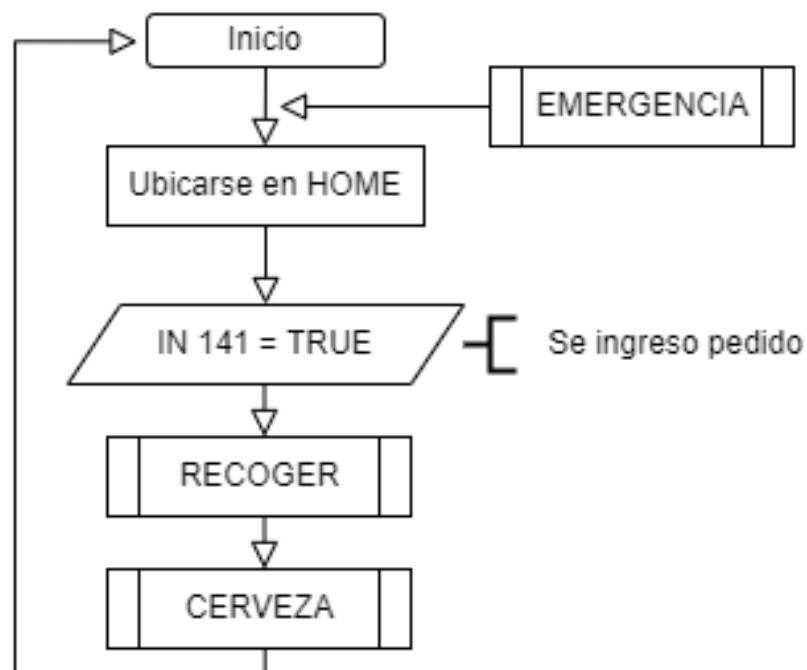 Inicio
EMERGENCIA
Ubicarse en HOME
IN 141 = TRUE
Se ingreso pedido
RECOGER
CERVEZA